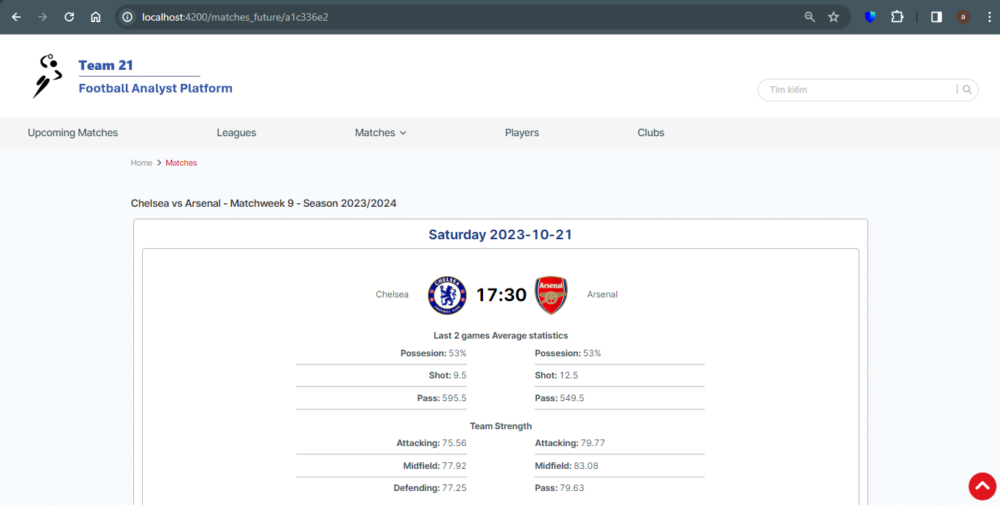 localhost:4200/matches_future/a1c336e2
a
Team 21
Football Analyst Platform
Tìm kiếm
Upcoming Matches Leagues Matches Players Clubs
Home > Matches
Chelsea vs Arsenal - Matchweek 9 - Season 2023/2024
Saturday 2023-10-21
Chelsea CHELSEA FOOTBALL CLUB 17:30 Arsenal Arsenal
Last 2 games Average statistics
Possesion: 53% Possesion: 53%
Shot: 9.5 Shot: 12.5
Pass: 595.5 Pass: 549.5
Team Strength
Attacking: 75.56 Attacking: 79.77
Midfield: 77.92 Midfield: 83.08
Defending: 77.25 Pass: 79.63